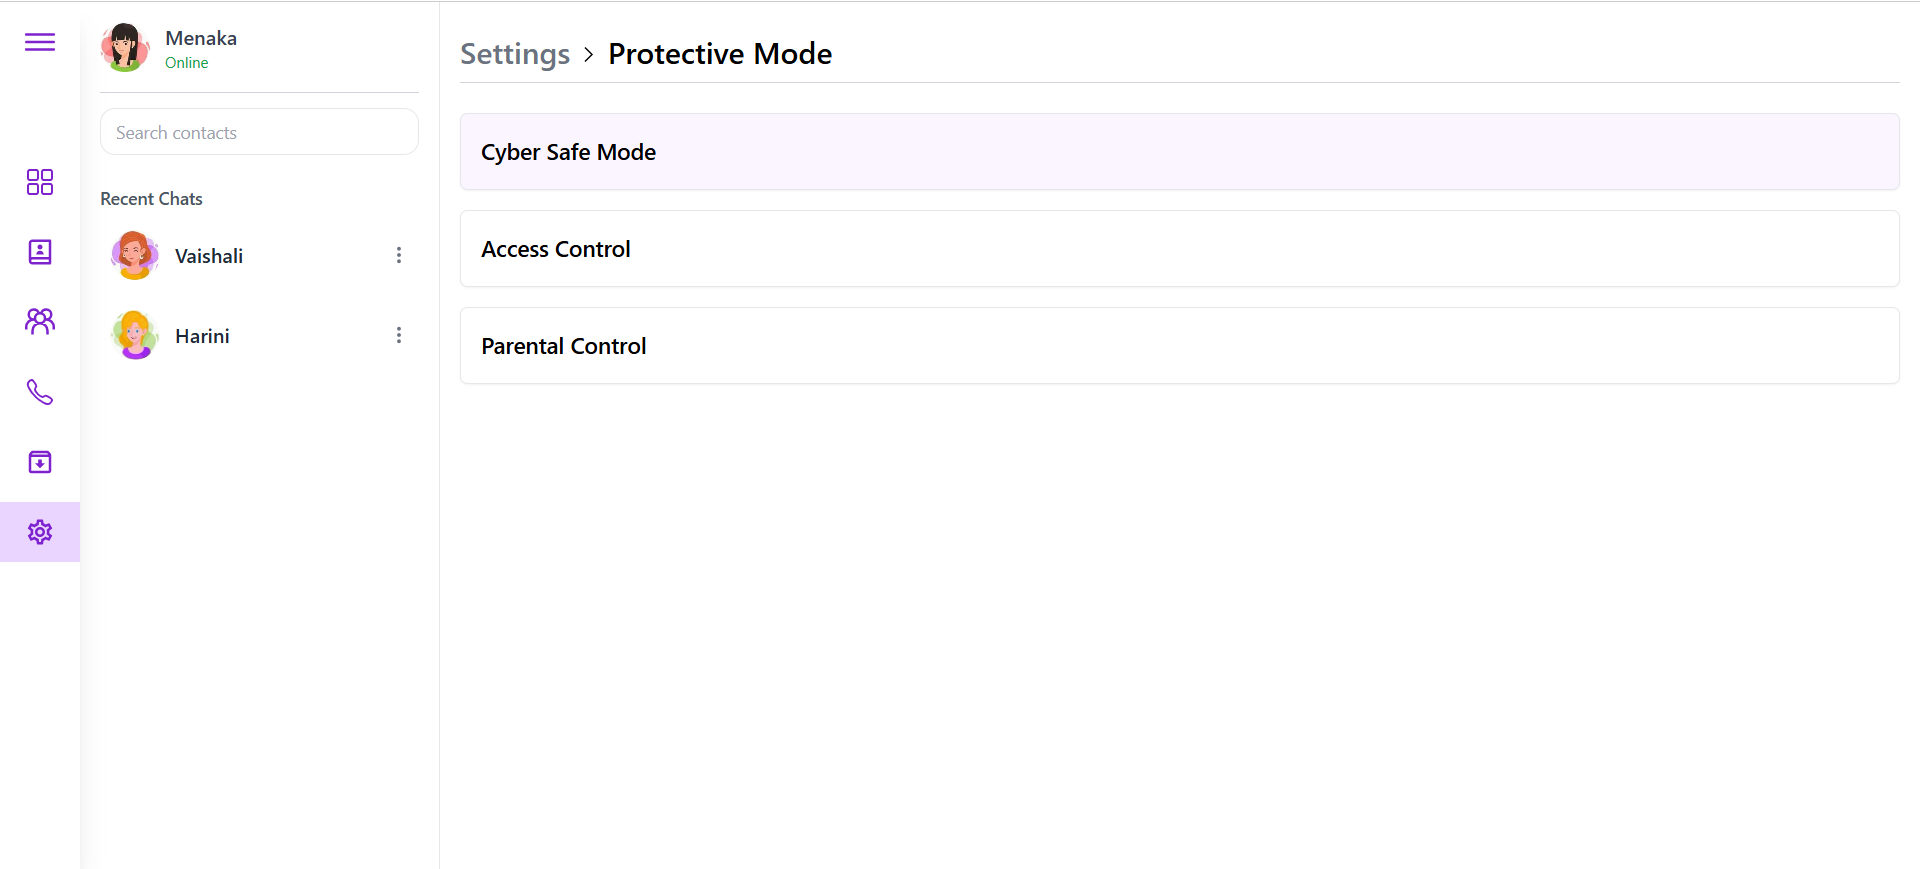 Menaka
Online
Search contacts
Recent Chats
Vaishali
Harini
Settings > Protective Mode
Cyber Safe Mode
Access Control
Parental Control